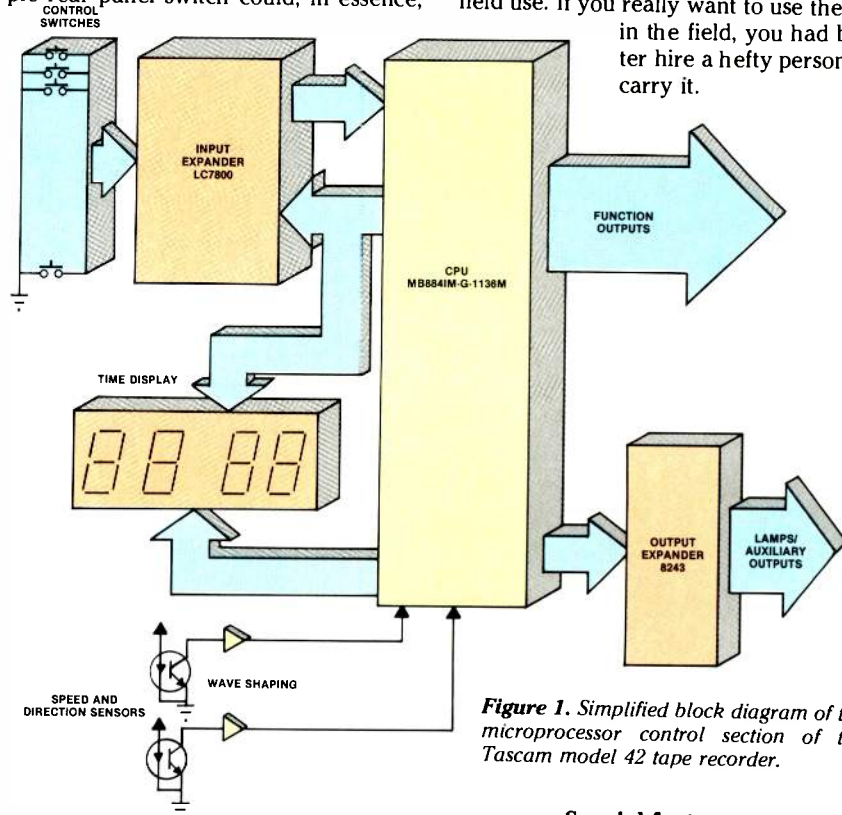 ple rear-panel switch could, in essence,
field use. If you really want to use the
in the field, you had b
ter hire a hefty person
carry it.
CONTROL
SWITCHES
INPUT
EXPANDER
LC7800
CPU
MB884IM-G-1136M
FUNCTION
OUTPUTS
TIME DISPLAY
88 88
OUTPUT
EXPANDER
8243
LAMPS/
AUXILIARY
OUTPUTS
WAVE SHAPING
SPEED AND
DIRECTION SENSORS
Figure 1. Simplified block diagram of t
microprocessor control section of t
Tascam model 42 tape recorder.